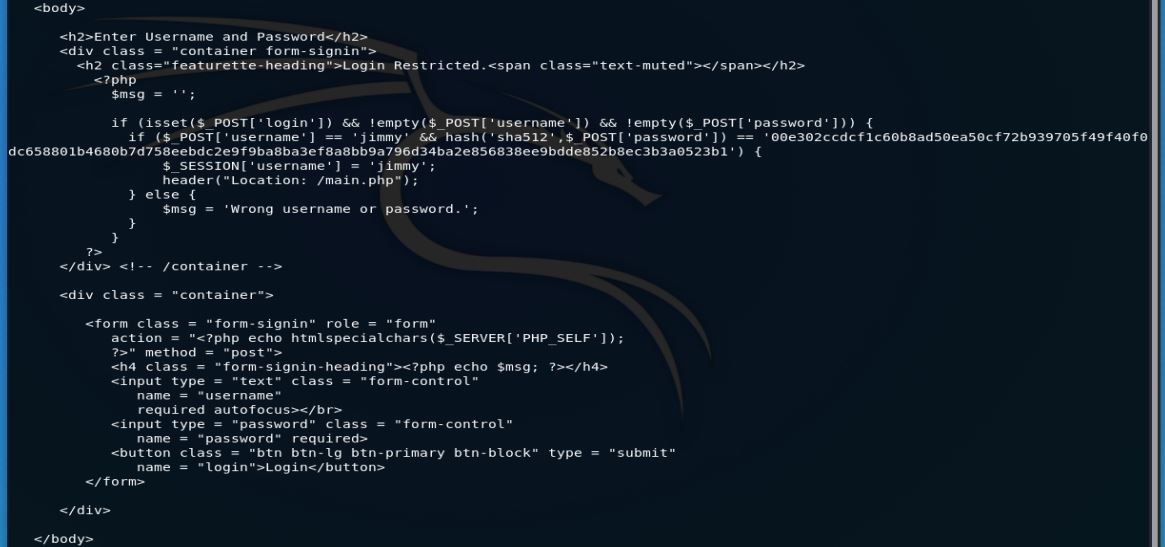 <body>
<h2>Enter Username and Password</h2>
<div class = "container form-signin">
<h2 class="featurette-heading">Login Restricted.<span class="text-muted"></span></h2>
<?php
$msg = '';
if (isset($_POST['login']) && !empty($_POST['username']) && !empty($_POST['password'])) {
if ($_POST['username'] == 'jimmy' && hash('sha512',$_POST['password']) == '00e302ccdcf1c60b8ad50ea50cf72b939705f49f40f0
dc658801b4680b7d758eebdc2e9f9ba8ba3ef8a8bb9a796d34ba2e856838ee9bdde852b8ec3b3a0523b1') {
$_SESSION['username'] = 'jimmy';
header("Location: /main.php");
} else {
$msg = 'Wrong username or password.';
}
}
?>
</div> <!-- /container -->
<div class = "container">
<form class = "form-signin" role = "form"
action = "<?php echo htmlspecialchars($_SERVER['PHP_SELF']);
?>" method = "post">
<h4 class = "form-signin-heading"><?php echo $msg; ?></h4>
<input type = "text" class = "form-control"
name = "username"
required autofocus></br>
<input type = "password" class = "form-control"
name = "password" required>
<button class = "btn btn-lg btn-primary btn-block" type = "submit"
name = "login">Login</button>
</form>
</div>
</body>